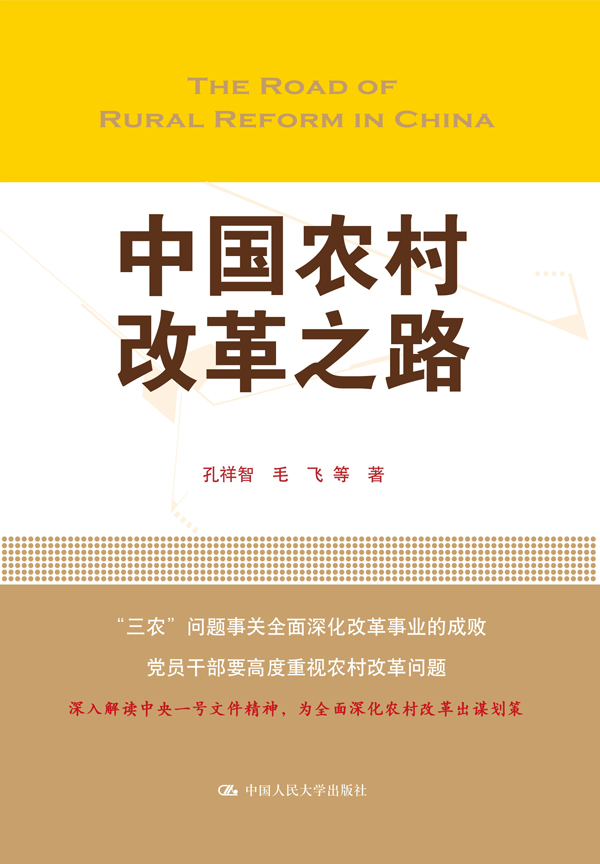 THE ROAD OF
RURAL REFORM IN CHINA
中国农村
改革之路
孔祥智 毛 飞 等 著
“三农”问题事关全面深化改革事业的成败
党员干部要高度重视农村改革问题
深入解读中央一号文件精神，为全面深化农村改革出谋划策
中国人民大学出版社